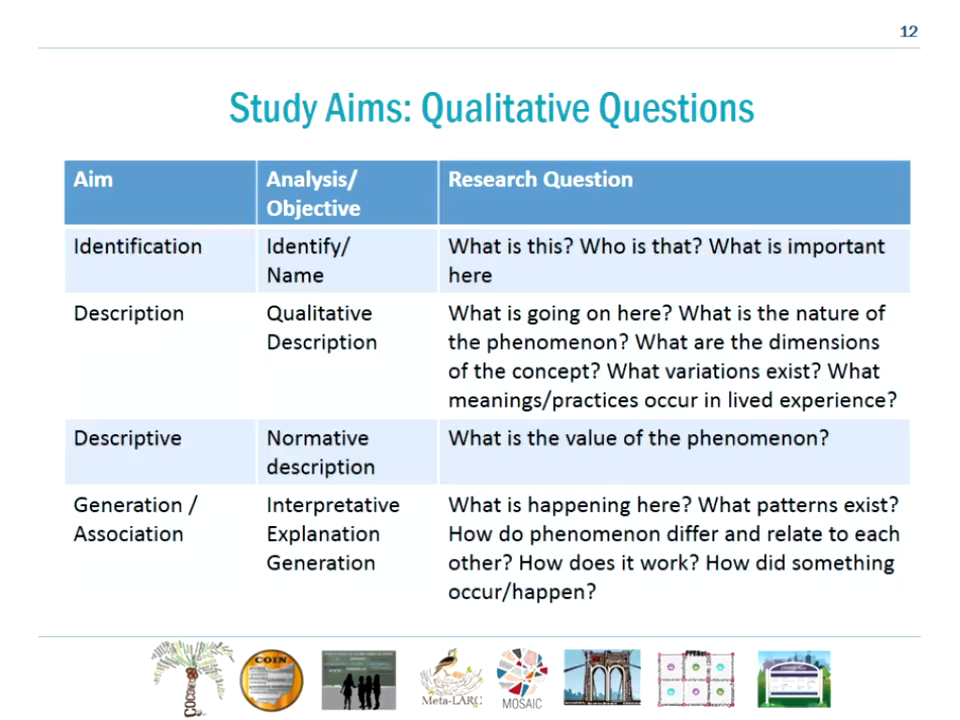 12
Study Aims: Qualitative Questions
Aim
Analysis/
Objective
Research Question
Identification
Identify/
Name
What is this? Who is that? What is important
here
Description
Qualitative
Description
What is going on here? What is the nature of
the phenomenon? What are the dimensions
of the concept? What variations exist? What
meanings/practices occur in lived experience?
Descriptive
Normative
description
What is the value of the phenomenon?
Generation /
Association
Interpretative
Explanation
Generation
What is happening here? What patterns exist?
How do phenomenon differ and relate to each
other? How does it work? How did something
occur/happen?
COIN
Meta-LARC
MOSAIC